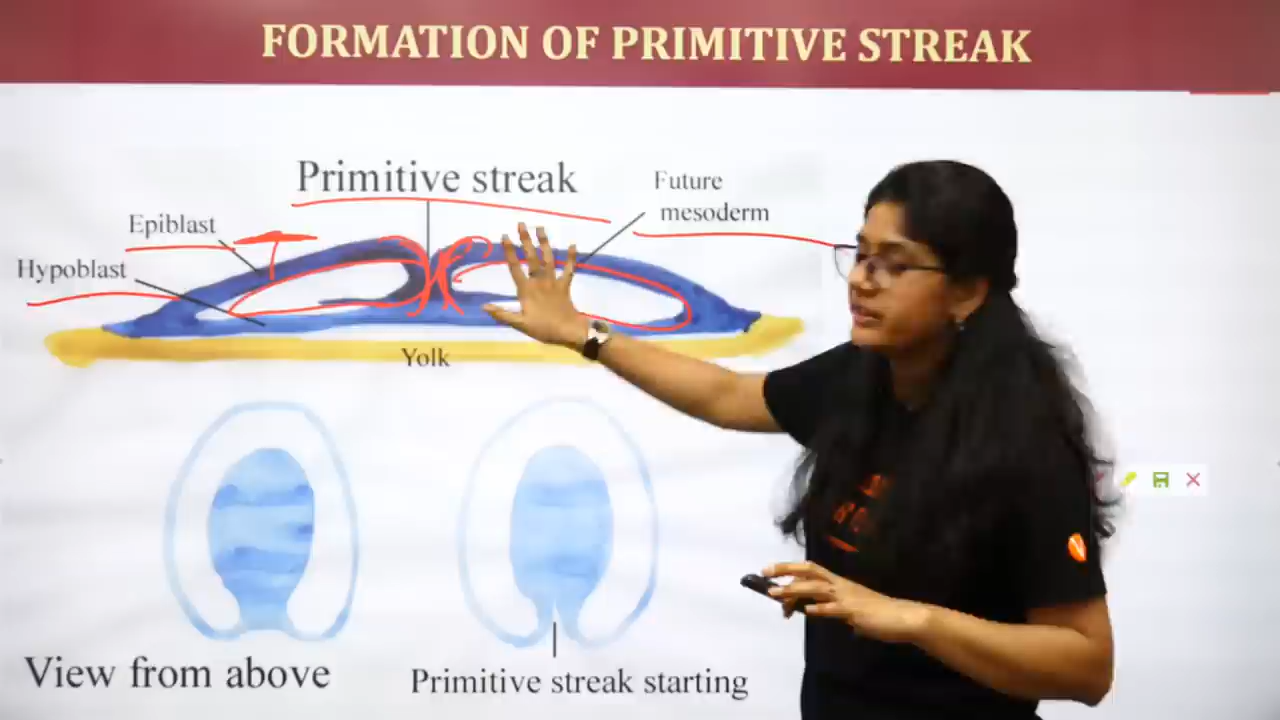 FORMATION OF PRIMITIVE STREAK
Primitive streak
Future
mesoderm
Epiblast
Hypoblast
Yolk
View from above
Primitive streak starting